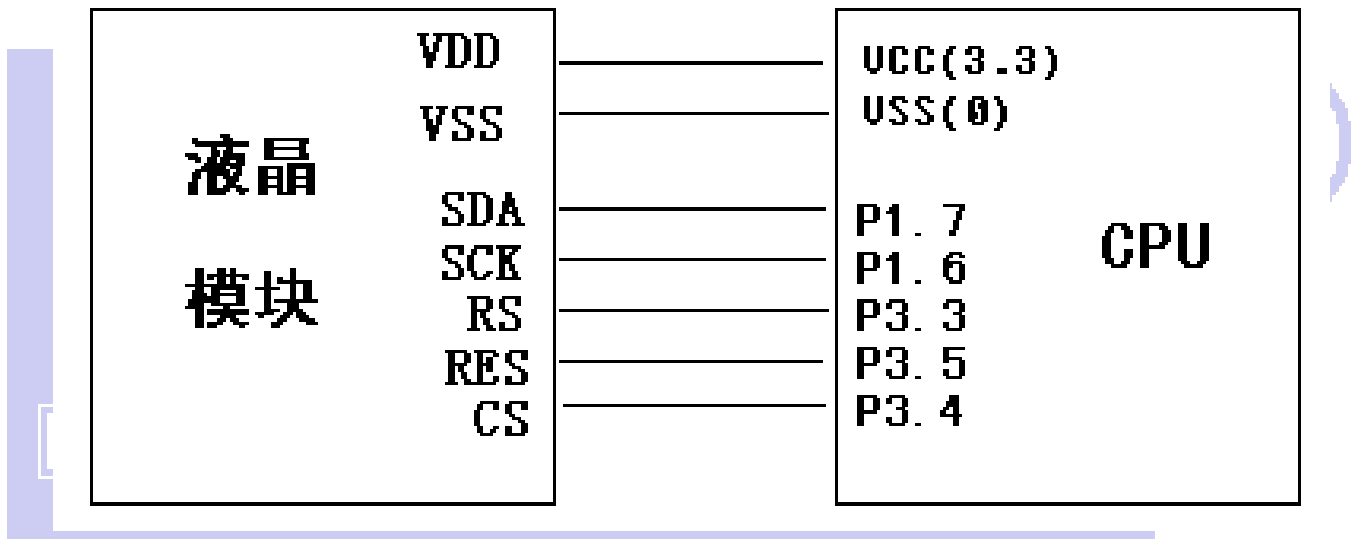 VDD VCC(3.3)
VSS VSS(0)
液晶
模块
SDA P1.7
SCK P1.6
RS P3.3
RES P3.5
CS P3.4
CPU